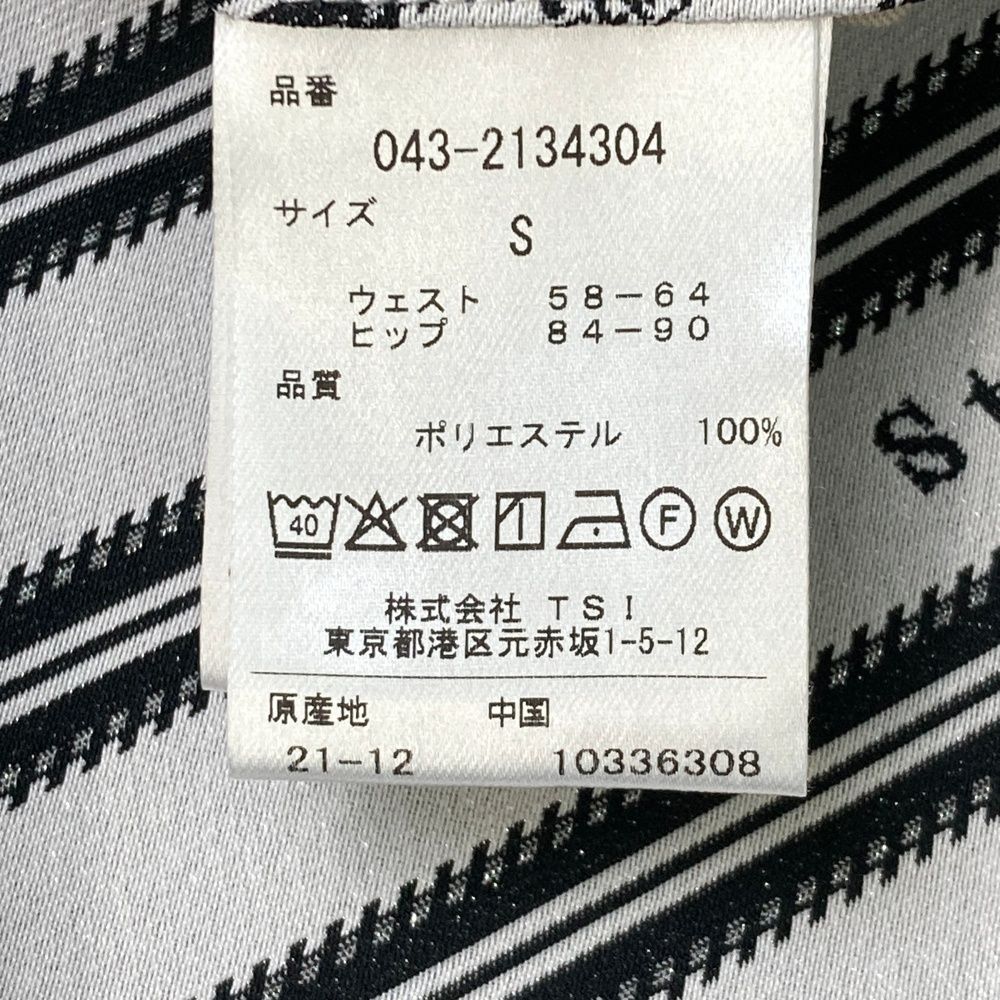 品番
043-2134304
サイズ
S
ウェスト 58-64
ヒップ 84-90
品質
ポリエステル 100%
40 F W
株式会社 TSI
東京都港区元赤坂1-5-12
原産地 中国
21-12 10336308
S